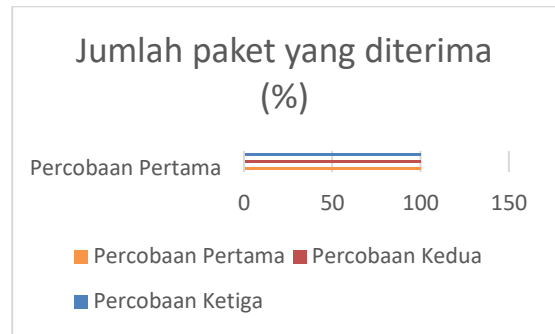 Jumlah paket yang diterima
(%)
Percobaan Pertama
0 50 100 150
Percobaan Pertama Percobaan Kedua
Percobaan Ketiga